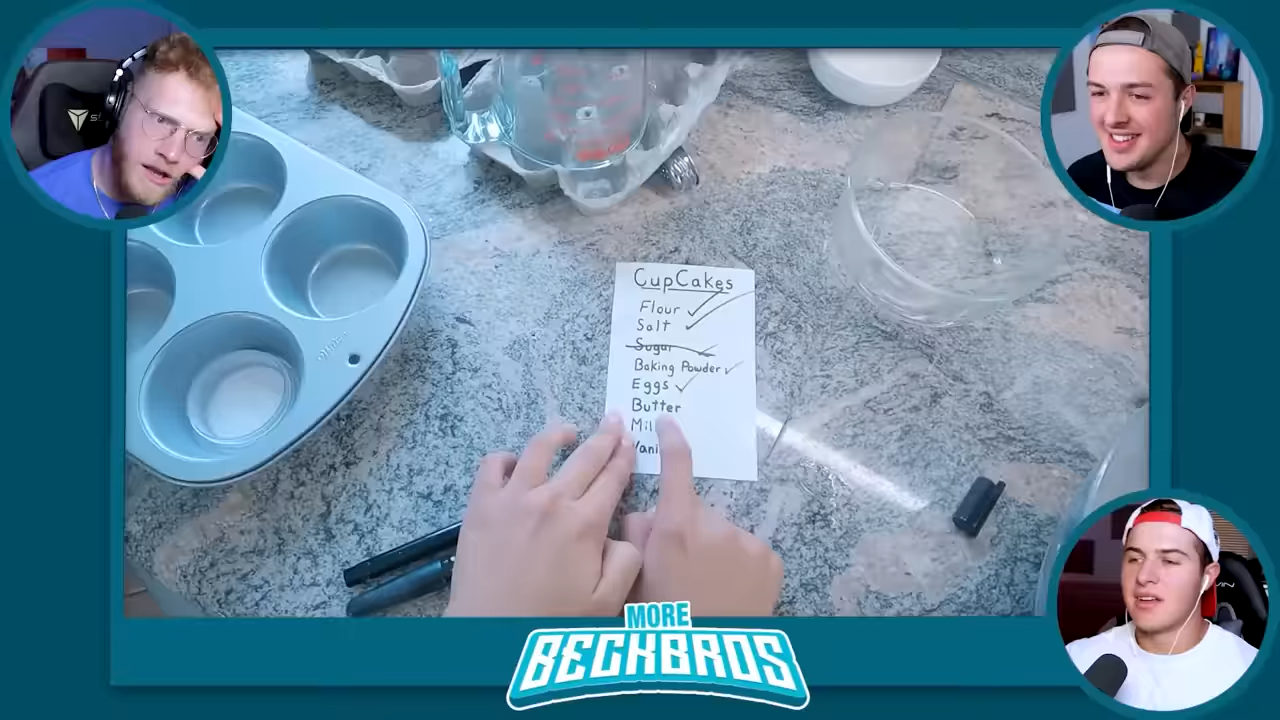 CupCakes
Flour
Salt
Sugar
Baking Powder
Eggs
Butter
MORE
BECKBROS